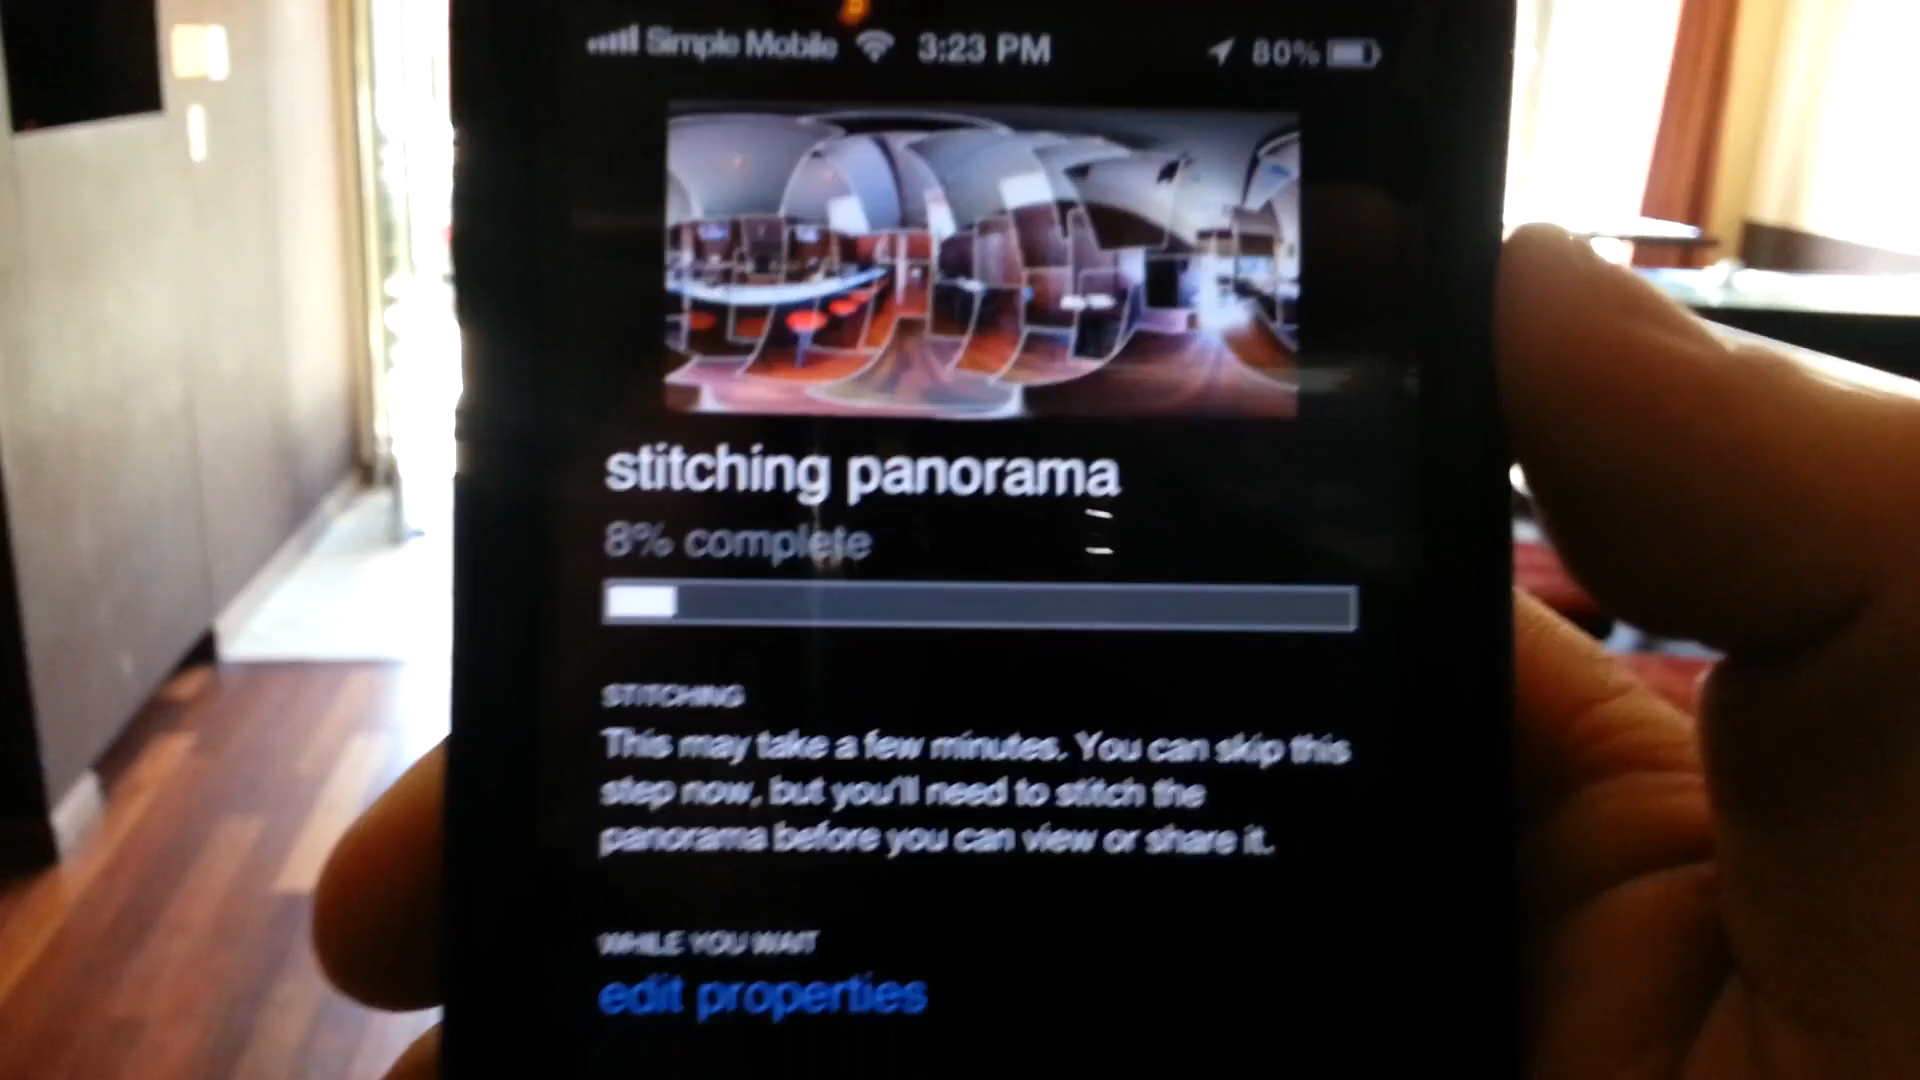 Simple Mobile 3:23 PM 80%
stitching panorama
8% complete
STITCHING
This may take a few minutes. You can skip this
step now, but you'll need to stitch the
panorama before you can view or share it.
WHILE YOU WAIT
edit properties